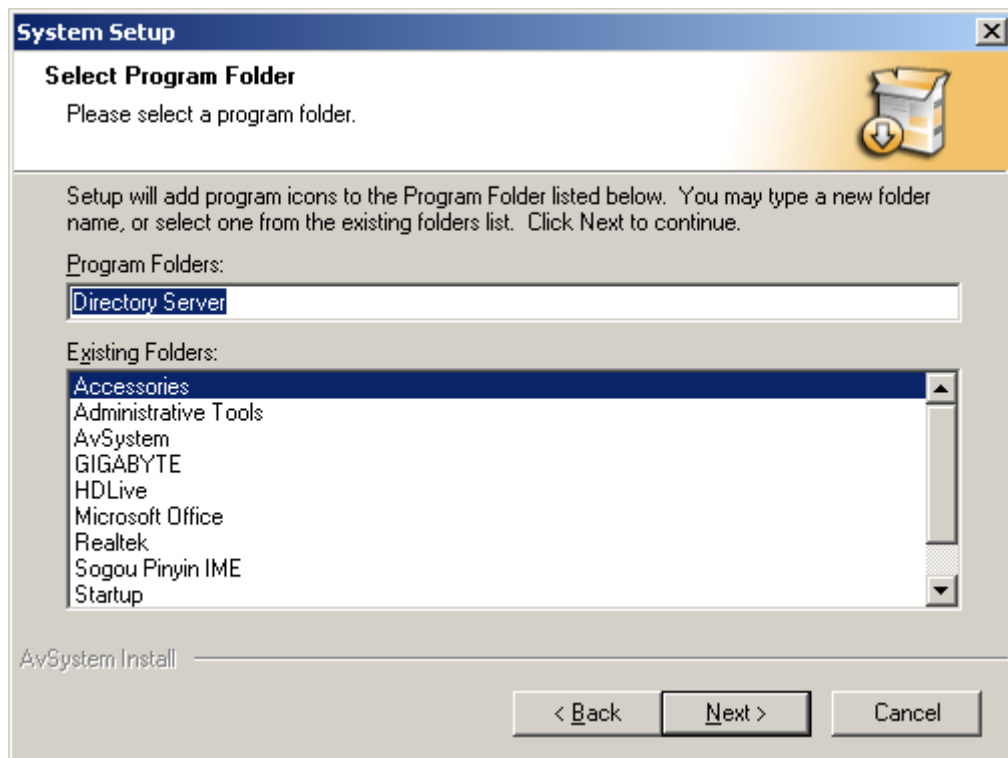 System Setup
Select Program Folder
Please select a program folder.
Setup will add program icons to the Program Folder listed below.  You may type a new folder
name, or select one from the existing folders list.  Click Next to continue.
Program Folders:
Directory Server
Existing Folders:
Accessories
Administrative Tools
AvSystem
GIGABYTE
HDLive
Microsoft Office
Realtek
Sogou Pinyin IME
Startup
AvSystem Install
< Back
Next >
Cancel